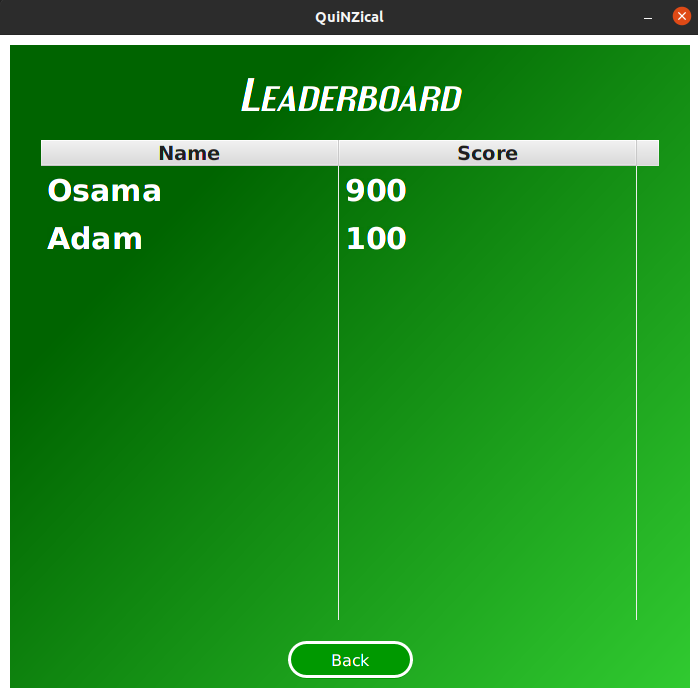 QuiNZical
LEADERBOARD
Name Score
Osama 900
Adam 100
Back